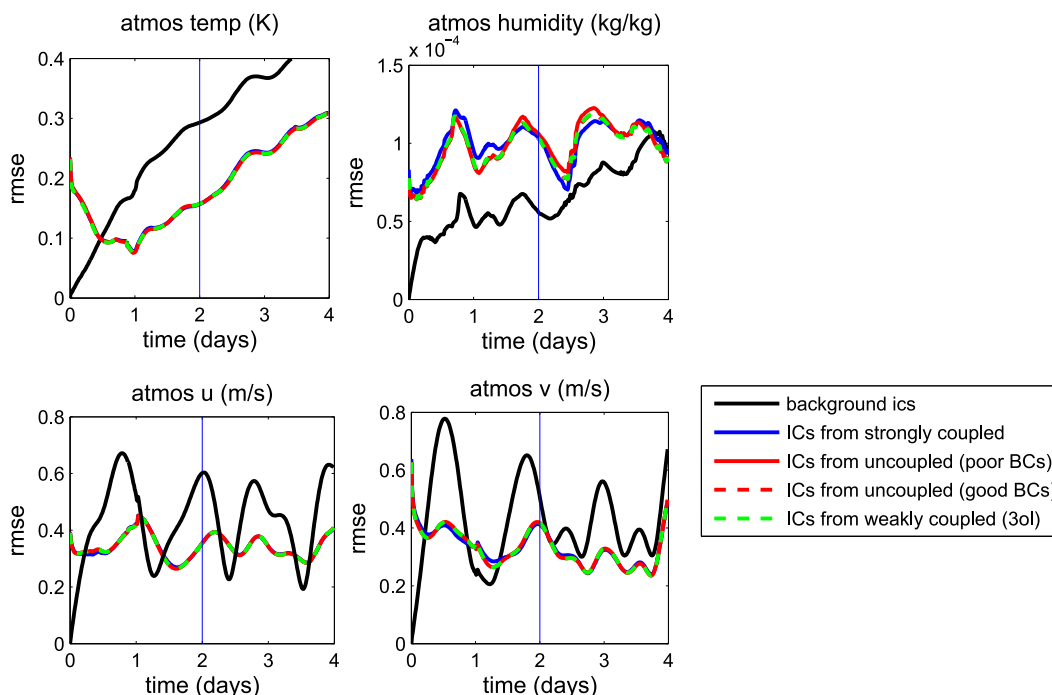 atmos temp (K)
atmos humidity (kg/kg)
x 10⁻⁴
0.4
0.3
0.2
0.1
0
rmse
0 1 2 3 4
time (days)
1.5
1
0.5
0
rmse
0 1 2 3 4
time (days)
atmos u (m/s)
atmos v (m/s)
0.8
0.6
0.4
0.2
0
rmse
0 1 2 3 4
time (days)
0.8
0.6
0.4
0.2
0
rmse
0 1 2 3 4
time (days)
background ics
ICs from strongly coupled
ICs from uncoupled (poor BCs)
ICs from uncoupled (good BCs)
ICs from weakly coupled (3ol)